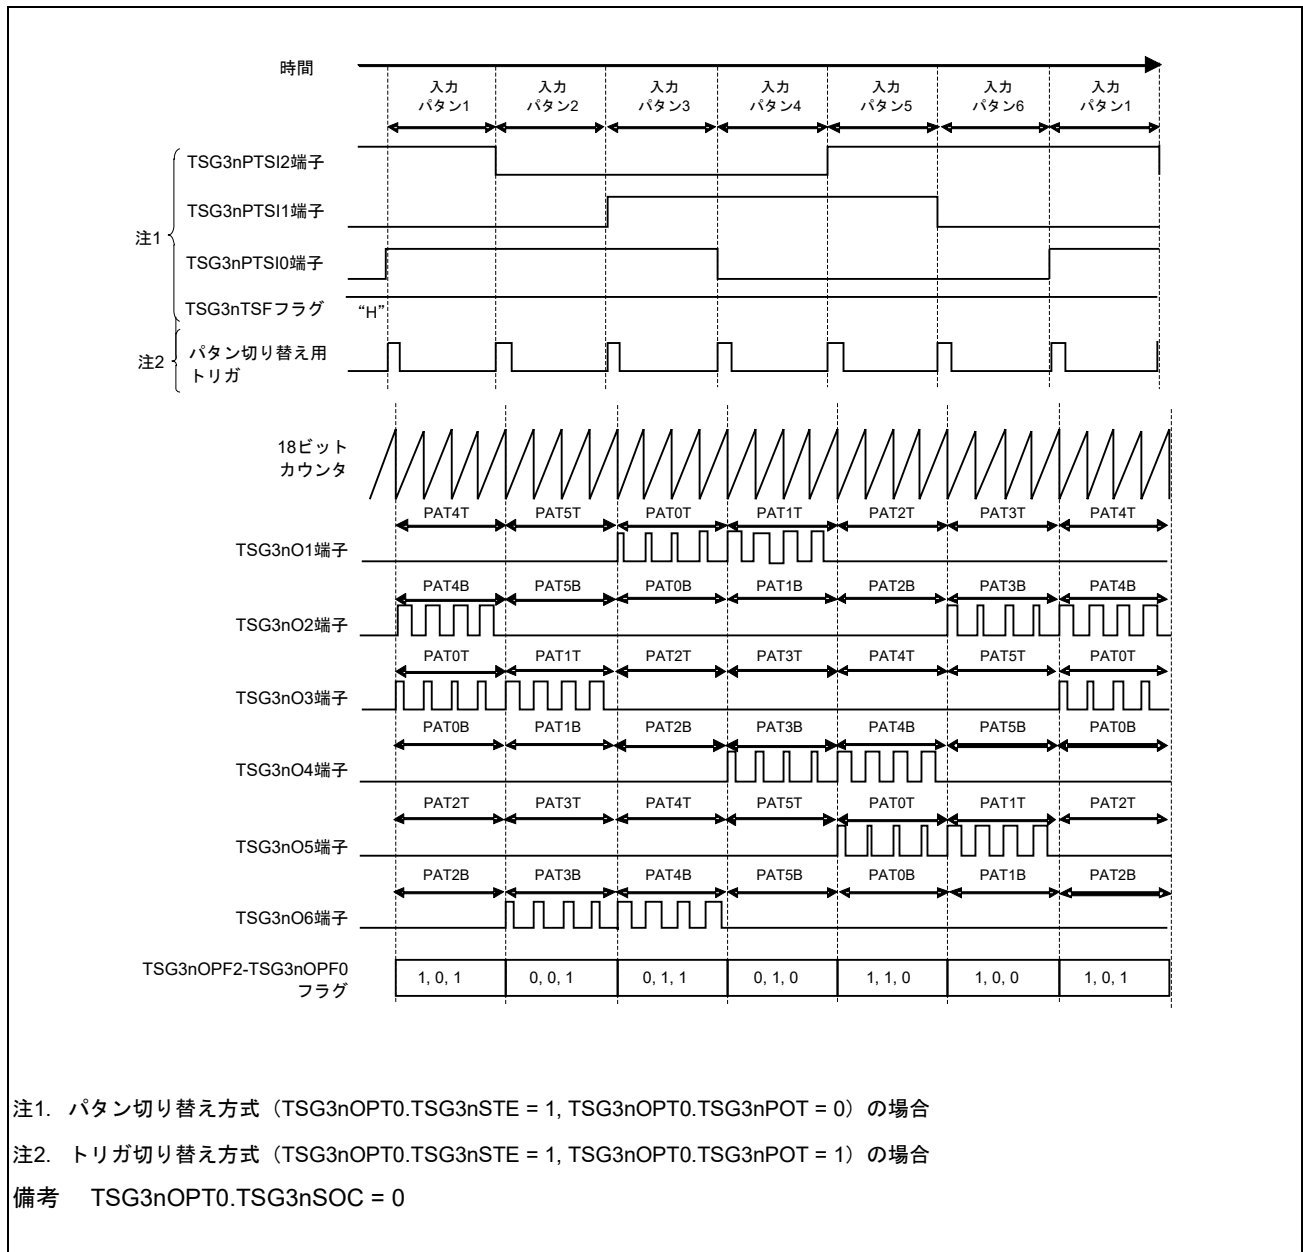 時間
入力 入力 入力 入力 入力 入力 入力
パタン1 パタン2 パタン3 パタン4 パタン5 パタン6 パタン1
TSG3nPTSI2端子
TSG3nPTSI1端子
注1
TSG3nPTSI0端子
TSG3nTSFフラグ “H”
注2 パタン切り替え用
トリガ
18ビット
カウンタ
PAT4T PAT5T PAT0T PAT1T PAT2T PAT3T PAT4T
TSG3nO1端子
PAT4B PAT5B PAT0B PAT1B PAT2B PAT3B PAT4B
TSG3nO2端子
PAT0T PAT1T PAT2T PAT3T PAT4T PAT5T PAT0T
TSG3nO3端子
PAT0B PAT1B PAT2B PAT3B PAT4B PAT5B PAT0B
TSG3nO4端子
PAT2T PAT3T PAT4T PAT5T PAT0T PAT1T PAT2T
TSG3nO5端子
PAT2B PAT3B PAT4B PAT5B PAT0B PAT1B PAT2B
TSG3nO6端子
TSG3nOPF2-TSG3nOPF0
フラグ
1, 0, 1 0, 0, 1 0, 1, 1 0, 1, 0 1, 1, 0 1, 0, 0 1, 0, 1
注1. パタン切り替え方式（TSG3nOPT0.TSG3nSTE = 1, TSG3nOPT0.TSG3nPOT = 0）の場合
注2. トリガ切り替え方式（TSG3nOPT0.TSG3nSTE = 1, TSG3nOPT0.TSG3nPOT = 1）の場合
備考 TSG3nOPT0.TSG3nSOC = 0